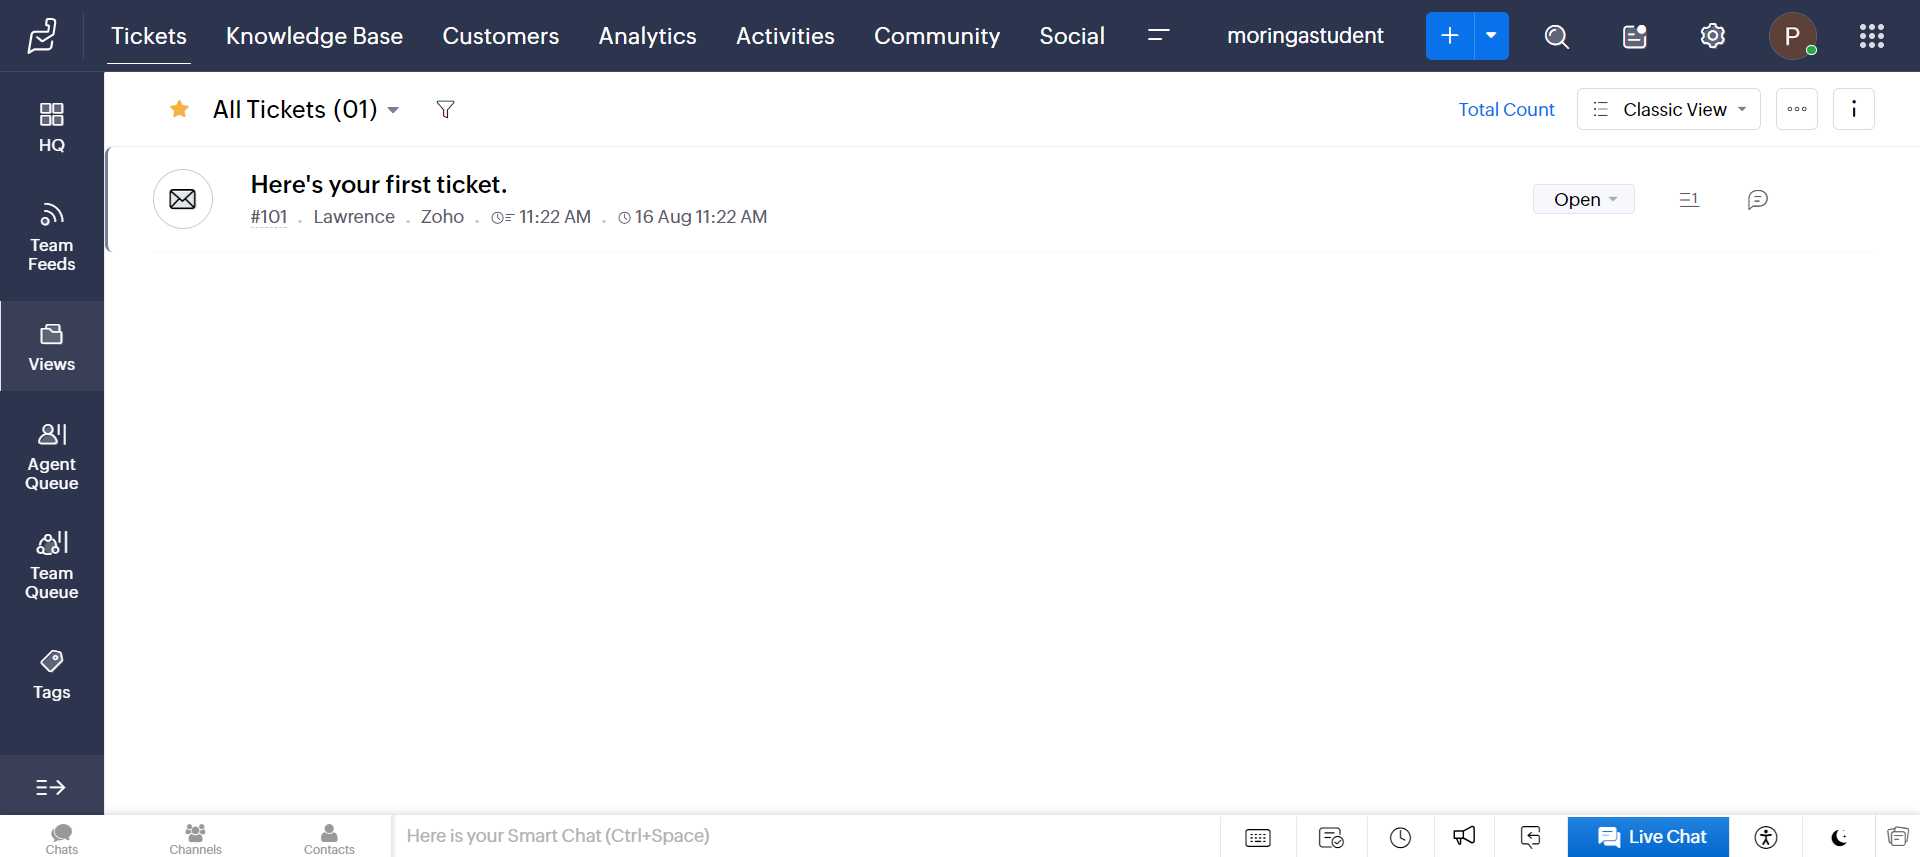 Tickets Knowledge Base Customers Analytics Activities Community Social moringastudent P
All Tickets (01) Total Count Classic View
Here's your first ticket.
#101 . Lawrence . Zoho . 11:22 AM . 16 Aug 11:22 AM Open 1
HQ
Team
Feeds
Views
Agent
Queue
Team
Queue
Tags
Chats Channels Contacts Here is your Smart Chat (Ctrl+Space) Live Chat